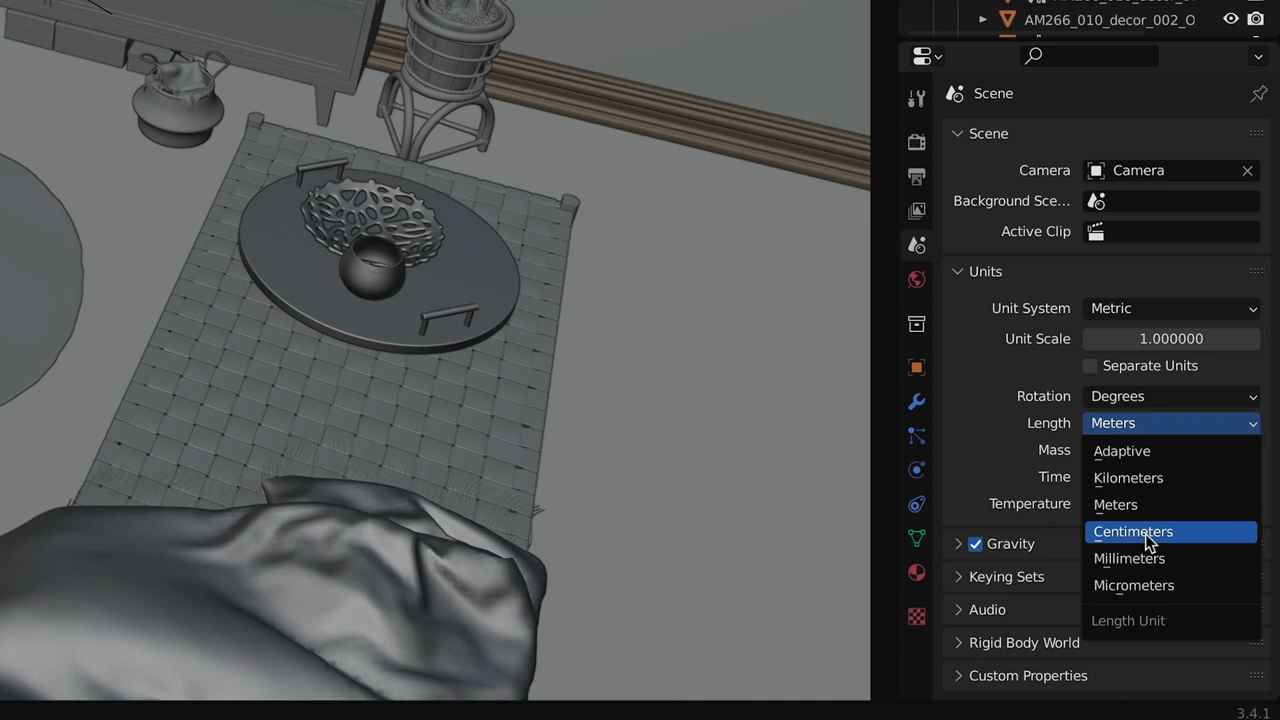 AM266_010_decor_002_O
Scene
Scene
Camera Camera
Background Sce...
Active Clip
Units
Unit System Metric
Unit Scale 1.000000
Separate Units
Rotation Degrees
Length Meters
Mass
Adaptive
Time
Kilometers
Temperature
Meters
Centimeters
Gravity
Millimeters
Keying Sets
Micrometers
Audio
Length Unit
Rigid Body World
Custom Properties
3.4.1